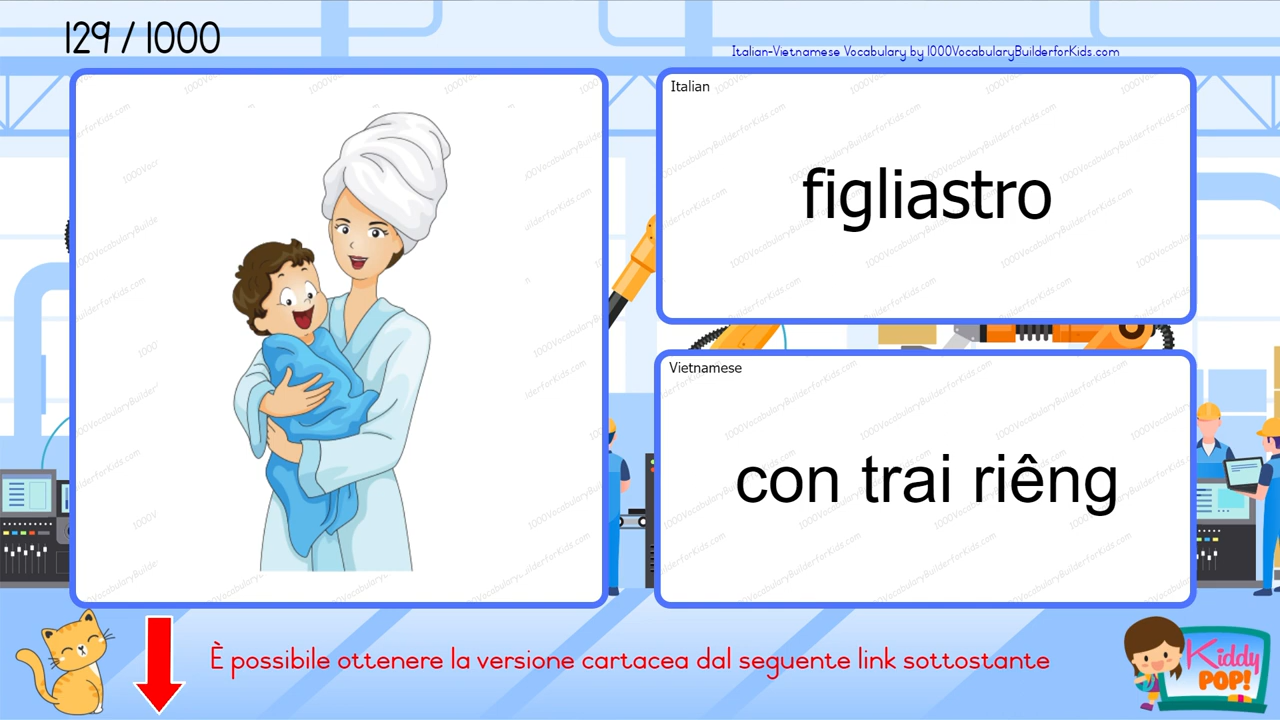 129 / 1000
Italian-Vietnamese Vocabulary by 1000VocabularyBuilderforKids.com
Italian
figliastro
Vietnamese
con trai riêng
È possibile ottenere la versione cartacea dal seguente link sottostante
Kiddy
POP!